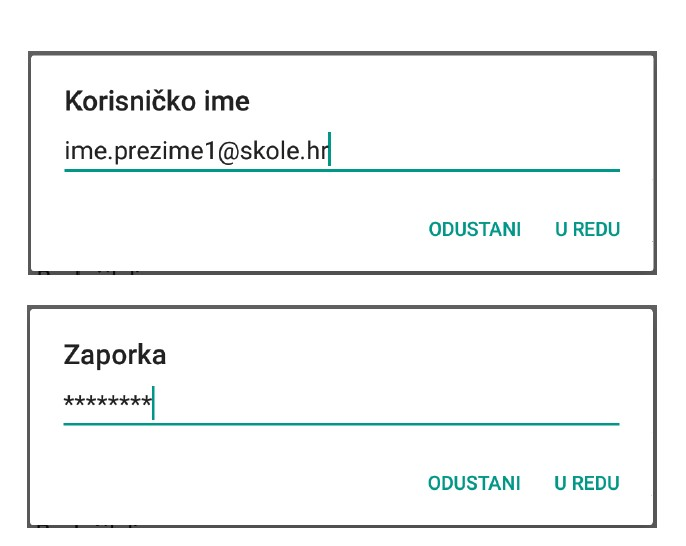 Korisničko ime
ime.prezime1@skole.hr
ODUSTANI U REDU
Zaporka
********
ODUSTANI U REDU